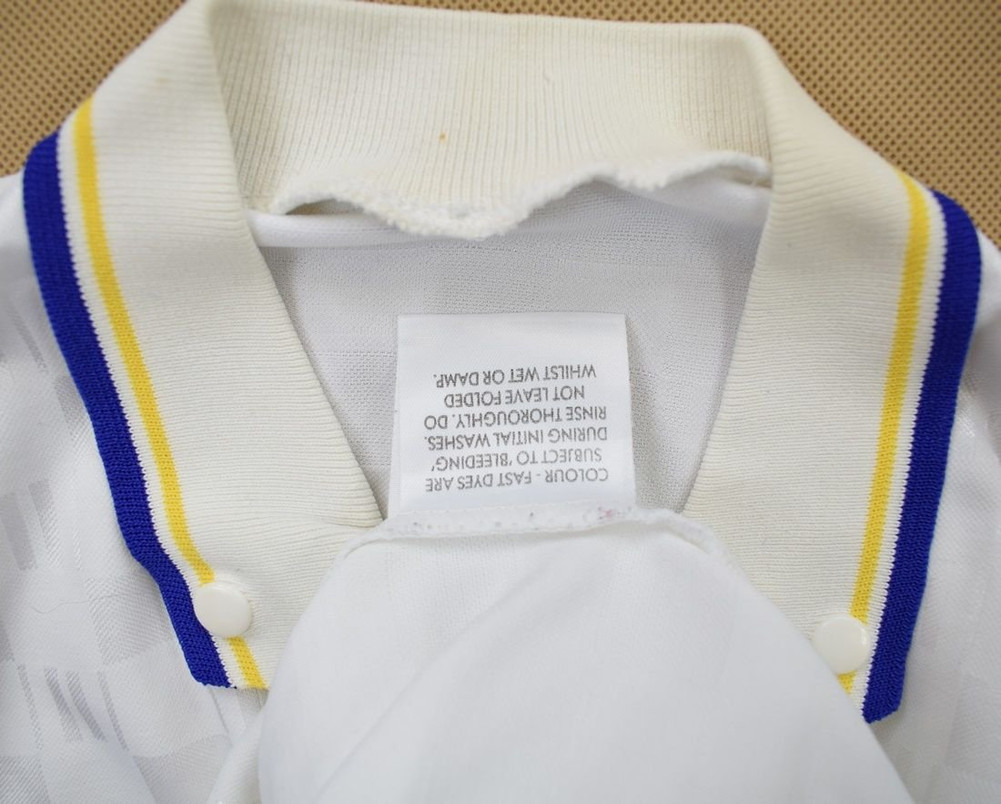 COLOUR - FAST DYES ARE
SUBJECT TO 'BLEEDING'
DURING INITIAL WASHES.
RINSE THOROUGHLY. DO
NOT LEAVE FOLDED
WHILST WET OR DAMP.